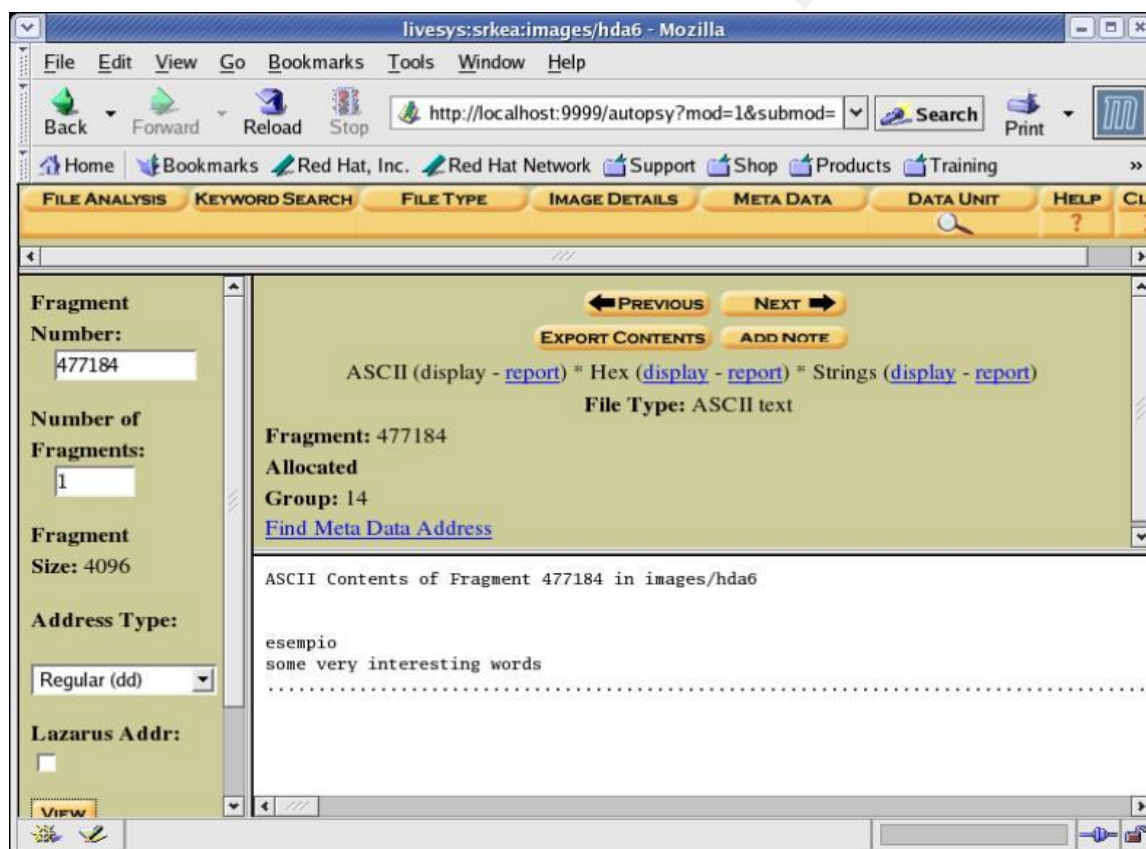 livesys:srkea:images/hda6 - Mozilla
File Edit View Go Bookmarks Tools Window Help
Back Forward Reload Stop http://localhost:9999/autopsy?mod=1&submod= Search Print
Home Bookmarks Red Hat, Inc. Red Hat Network Support Shop Products Training »
FILE ANALYSIS KEYWORD SEARCH FILE TYPE IMAGE DETAILS META DATA DATA UNIT HELP CL
?
Fragment
Number:
477184
Number of
Fragments:
1
Fragment
Size: 4096
Address Type:
Regular (dd)
Lazarus Addr:
VIEW
PREVIOUS NEXT
EXPORT CONTENTS ADD NOTE
ASCII (display - report) * Hex (display - report) * Strings (display - report)
File Type: ASCII text
Fragment: 477184
Allocated
Group: 14
Find Meta Data Address
ASCII Contents of Fragment 477184 in images/hda6
esempio
some very interesting words
......................................................................................